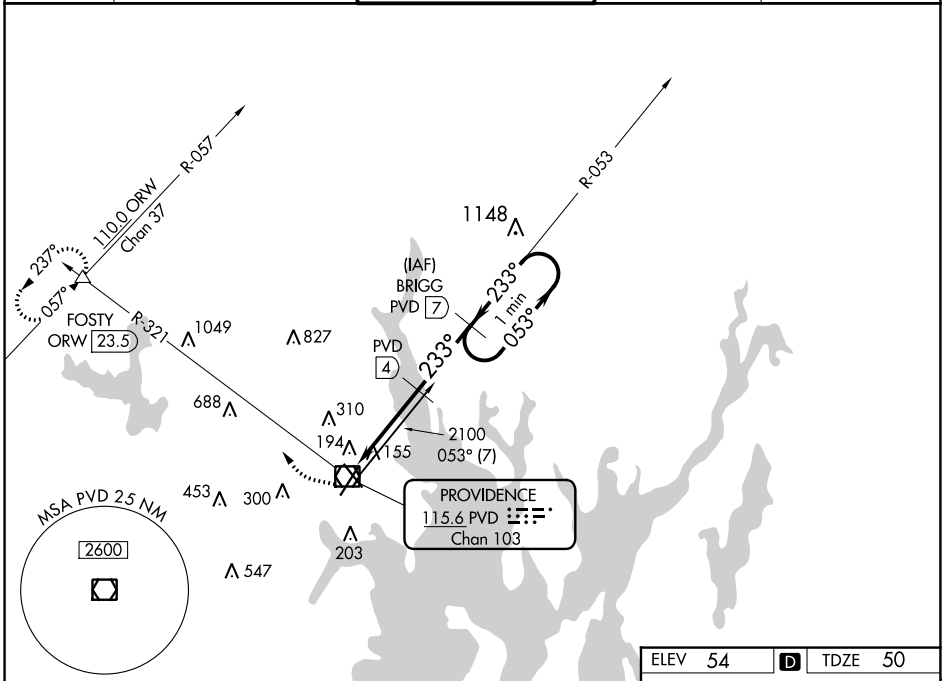 R-057
110.0 ORW
Chan 37
R-053
1148
237°
057°
(IAF)
BRIGG
PVD 7
233°
1 min
053°
FOSTY
ORW 23.5
R-321
1049
827
PVD
4
233°
688
310
194
155
2100
053° (7)
453
300
PROVIDENCE
115.6 PVD
Chan 103
203
547
MSA PVD 25 NM
2600
ELEV 54 D TDZE 50